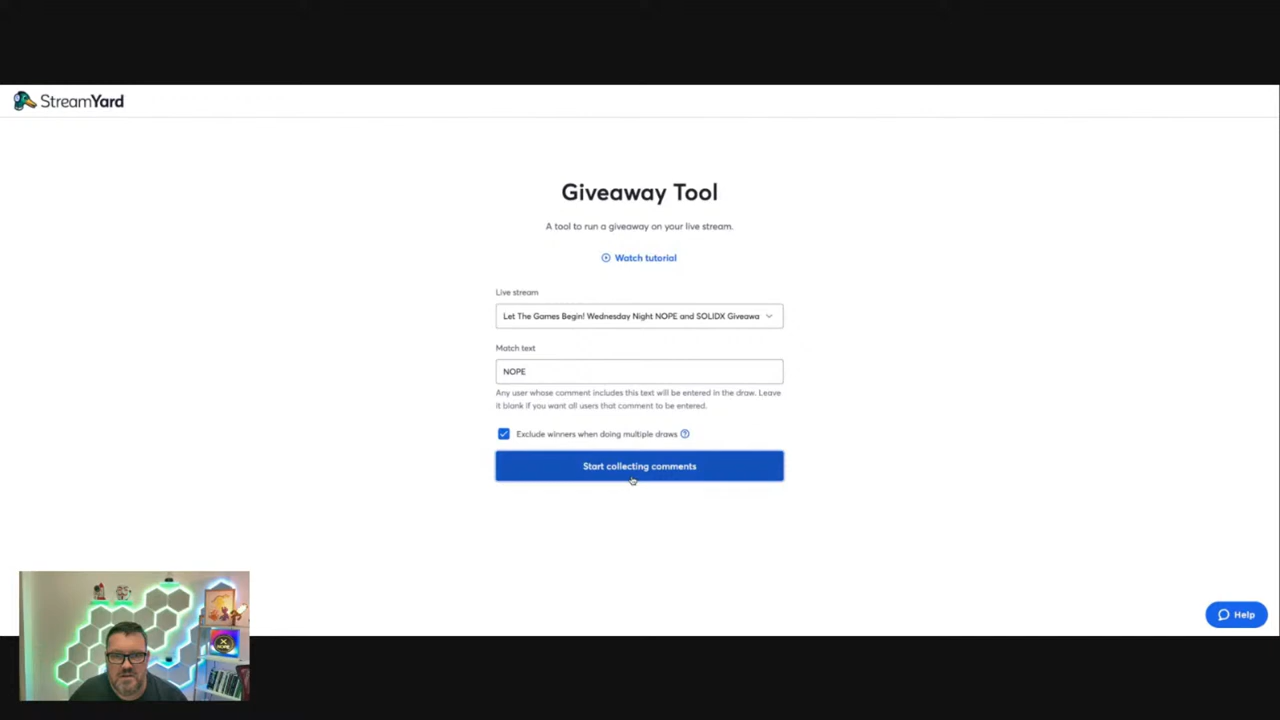 StreamYard
Giveaway Tool
A tool to run a giveaway on your live stream.
Watch tutorial
Live stream
Let The Games Begin! Wednesday Night NOPE and SOLIDX Giveawa
Match text
NOPE
Any user whose comment includes this text will be entered in the draw. Leave
it blank if you want all users that comment to be entered.
Exclude winners when doing multiple draws
Start collecting comments
Help